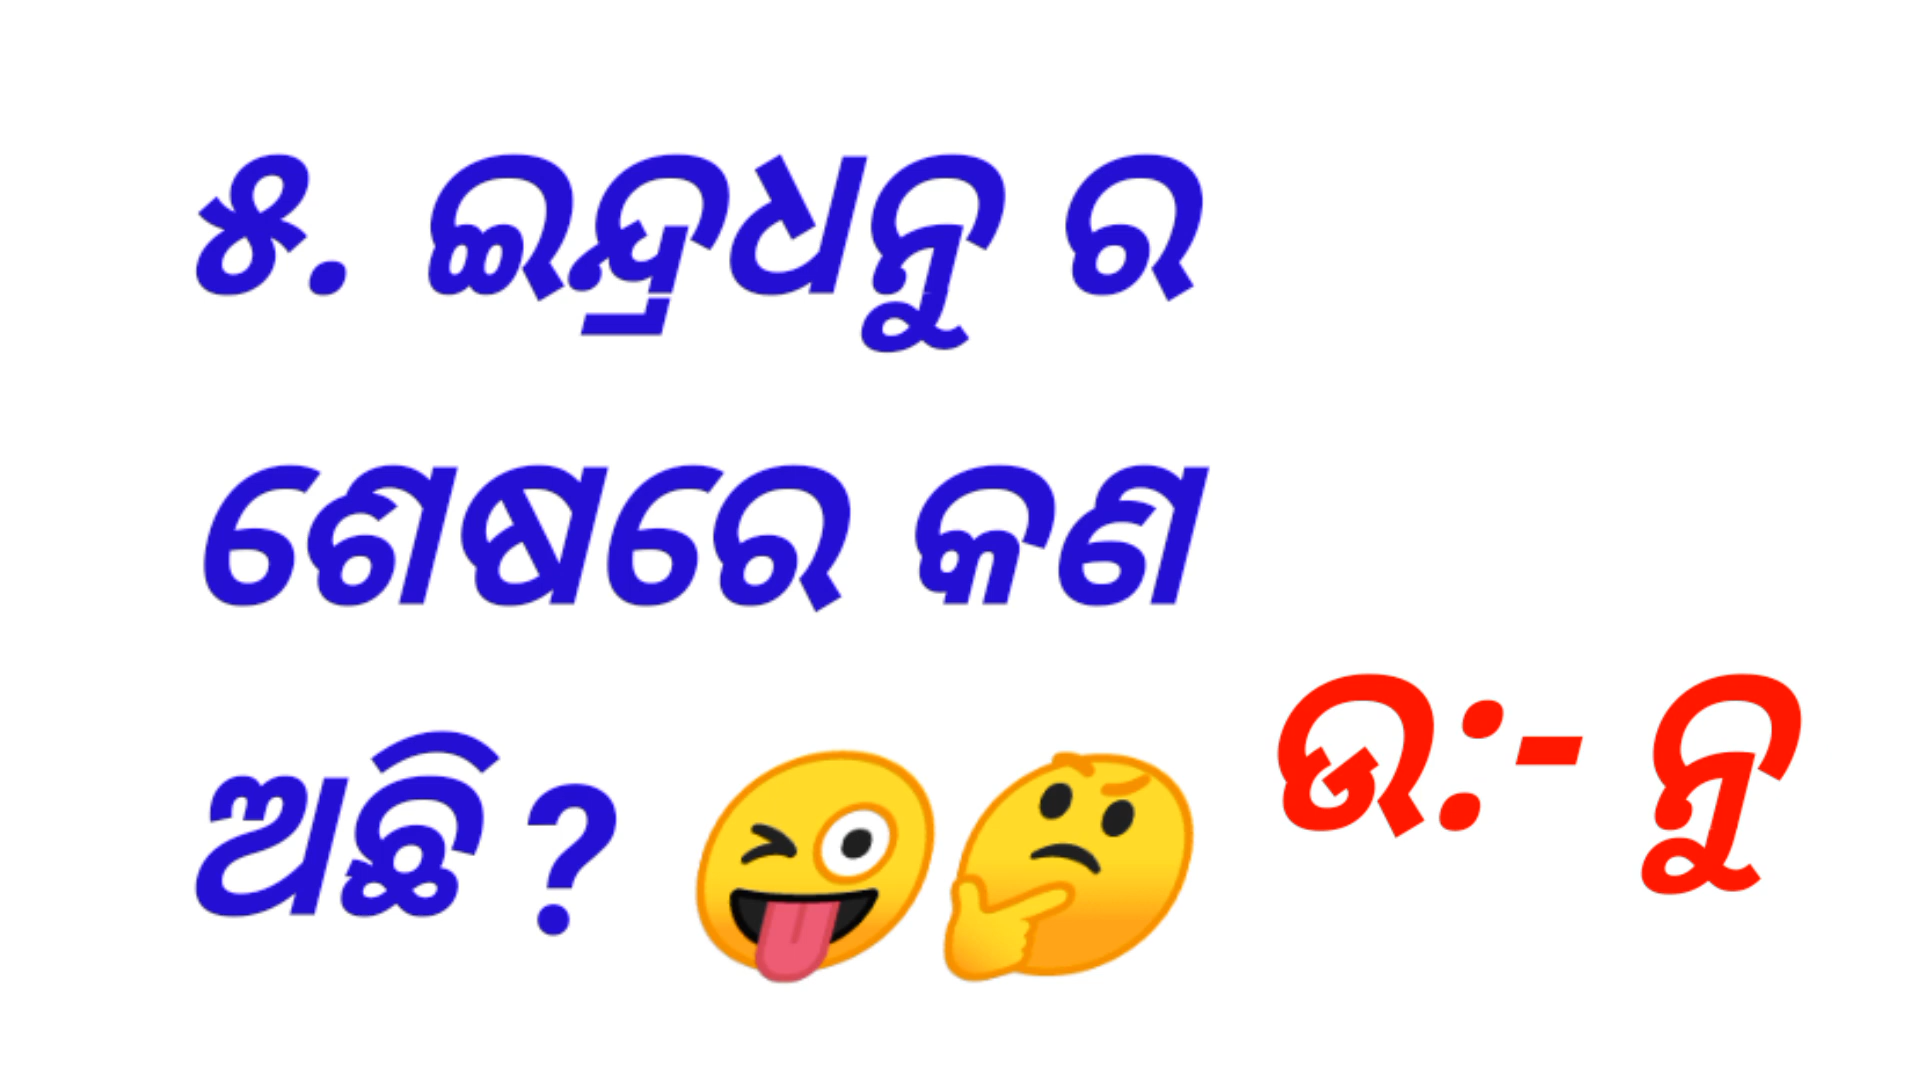 ୫. ଇନ୍ଦ୍ରଧନୁ ର
ଶେଷରେ କଣ
ଅଛି ? 😜🤔
ଉ:- ନୁ